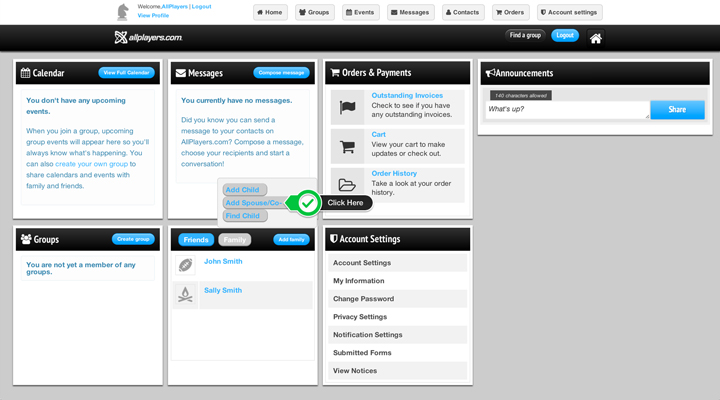 Welcome,AllPlayers | Logout
View Profile
Home
Groups
Events
Messages
Contacts
Orders
Account settings
allplayers.com
Find a group
Logout
Calendar
View Full Calendar
You don't have any upcoming
events.
When you join a group, upcoming
group events will appear here so you'll
always know what's happening. You
can also create your own group to
share calendars and events with
family and friends.
Messages
Compose message
You currently have no messages.
Did you know you can send a
message to your contacts on
AllPlayers.com? Compose a message,
choose your recipients and start a
conversation!
Orders & Payments
Outstanding Invoices
Check to see if you have
any outstanding invoices.
Cart
View your cart to make
updates or check out.
Order History
Take a look at your order
history.
Announcements
140 characters allowed
What's up?
Share
Add Child
Add Spouse/Co-
Find Child
Click Here
Groups
Create group
You are not yet a member of any
groups.
Friends
Family
Add family
John Smith
Sally Smith
Account Settings
Account Settings
My Information
Change Password
Privacy Settings
Notification Settings
Submitted Forms
View Notices